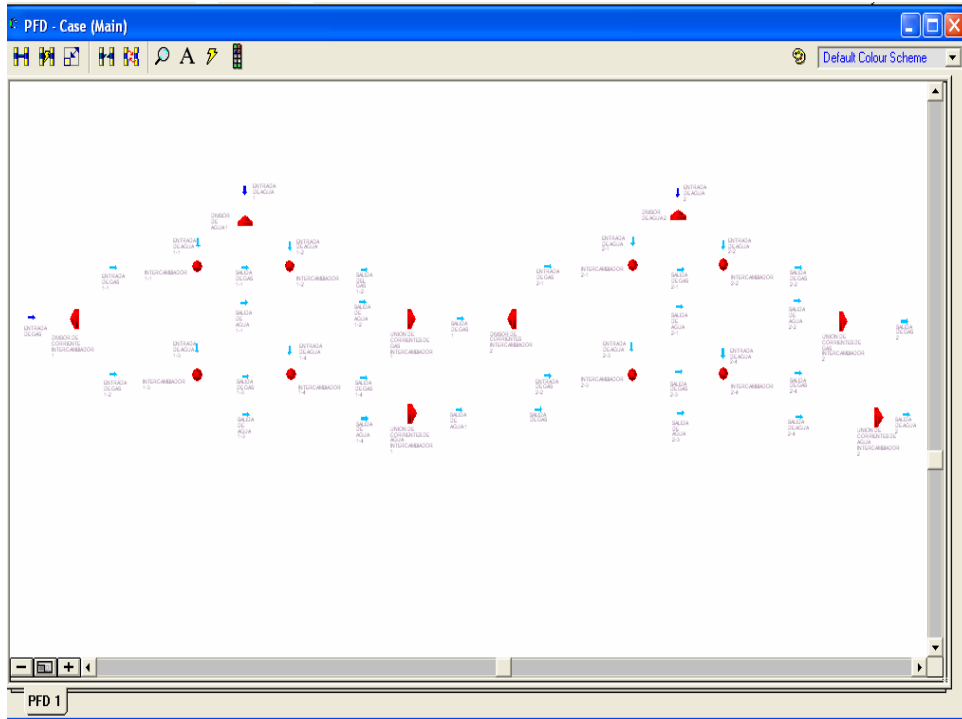 PFD - Case (Main)
A
Default Colour Scheme
ENTRADA
DE AGUA
1
DIVISOR
DE
AGUA 1
ENTRADA
DE AGUA
1-1
ENTRADA
DE AGUA
1-2
ENTRADA
DE GAS
1-1
INTERCAMBIADOR
1-1
SALIDA
DE GAS
1-1
INTERCAMBIADOR
1-2
SALIDA
DEL
GAS
1-2
SALIDA
DE
AGUA
1-1
SALIDA
DE
AGUA
1-2
ENTRADA
DE GAS
DIVISOR DE
CORRIENTE
INTERCAMBIADOR
1
UNION DE
CORRIENTES DE
GAS
INTERCAMBIADOR
1
SALIDA
DE GAS
1
ENTRADA
DE AGUA
1-3
ENTRADA
DE AGUA
1-4
ENTRADA
DE GAS
1-2
INTERCAMBIADOR
1-3
SALIDA
DE GAS
1-3
INTERCAMBIADOR
1-4
SALIDA
DE GAS
1-4
SALIDA
DE
AGUA
1-3
SALIDA
DE
AGUA
1-4
UNION DE
CORRIENTES DE
AGUA
INTERCAMBIADOR
1
SALIDA
DE AGUA 1
SALIDA
DE GAS
ENTRADA
DE AGUA
2
DIVISOR
DE AGUA 2
ENTRADA
DE AGUA
2-1
ENTRADA
DE AGUA
2-2
ENTRADA
DE GAS
2-1
INTERCAMBIADOR
2-1
SALIDA
DE GAS
2-1
INTERCAMBIADOR
2-2
SALIDA
DE GAS
2-2
SALIDA
DE
AGUA
2-1
SALIDA
DE AGUA
2-2
DIVISOR DE
CORRIENTES
INTERCAMBIADOR
2
UNION DE
CORRIENTES DE
GAS
INTERCAMBIADOR
2
SALIDA
DE GAS
2
ENTRADA
DE AGUA
2-3
ENTRADA
DE AGUA
2-4
ENTRADA
DE GAS
2-2
INTERCAMBIADOR
2-3
SALIDA
DE GAS
2-3
INTERCAMBIADOR
2-4
SALIDA
DE GAS
2-4
SALIDA
DE
AGUA
2-3
SALIDA
DE AGUA
2-4
UNION DE
CORRIENTES DE
AGUA
INTERCAMBIADOR
2
SALIDA
DE AGUA
2
PFD 1